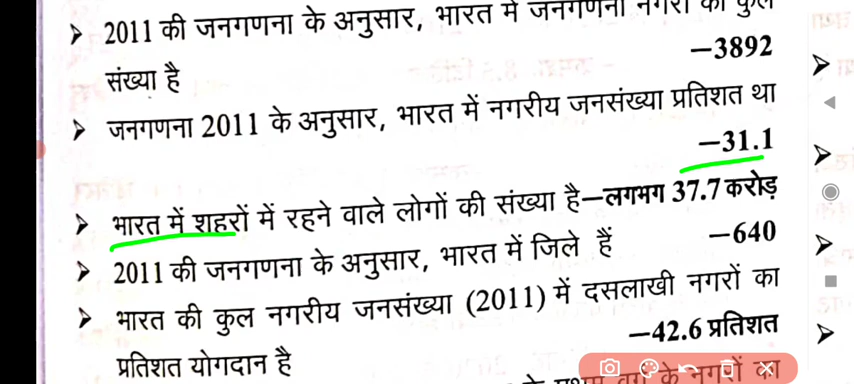 ➤ 2011 की जनगणना के अनुसार, भारत में जनगणना नगरों की कुल
संख्या है –3892
➤ जनगणना 2011 के अनुसार, भारत में नगरीय जनसंख्या प्रतिशत था
–31.1
➤ भारत में शहरों में रहने वाले लोगों की संख्या है–लगभग 37.7 करोड़
➤ 2011 की जनगणना के अनुसार, भारत में जिले हैं –640
➤ भारत की कुल नगरीय जनसंख्या (2011) में दसलाखी नगरों का
प्रतिशत योगदान है –42.6 प्रतिशत
के नगरों का